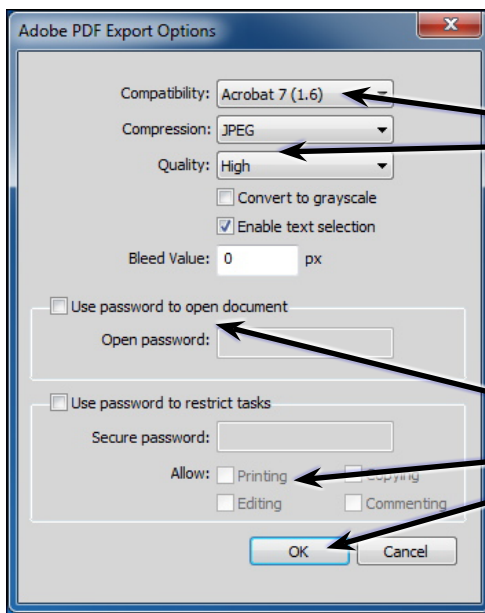 Adobe PDF Export Options
Compatibility: Acrobat 7 (1.6)
Compression: JPEG
Quality: High
Convert to grayscale
Enable text selection
Bleed Value: 0 px
Use password to open document
Open password:
Use password to restrict tasks
Secure password:
Allow: Printing Copying
Editing Commenting
OK Cancel